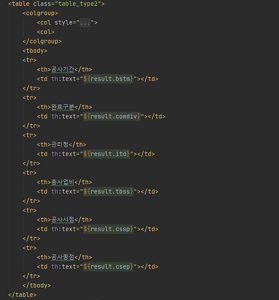 <table class="table_type2">
<colgroup>
<col style="...">
<col>
</colgroup>
<tbody>
<tr>
<th>공사기간</th>
<td th:text="${result.bstm}"></td>
</tr>
<tr>
<th>완료구분</th>
<td th:text="${result.comdiv}"></td>
</tr>
<tr>
<th>관리청</th>
<td th:text="${result.itd}"></td>
</tr>
<tr>
<th>총사업비</th>
<td th:text="${result.tbss}"></td>
</tr>
<tr>
<th>공사시점</th>
<td th:text="${result.cssp}"></td>
</tr>
<tr>
<th>공사종점</th>
<td th:text="${result.csep}"></td>
</tr>
</tbody>
</table>